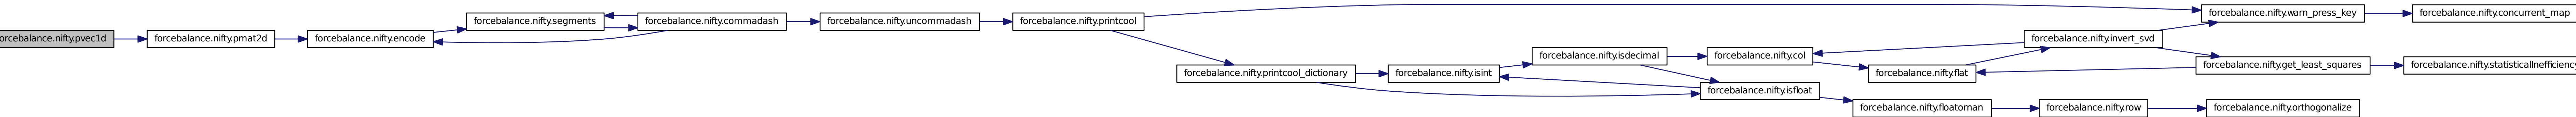 orcebalance.nifty.pvec1d
forcebalance.nifty.pmat2d
forcebalance.nifty.encode
forcebalance.nifty.segments
forcebalance.nifty.commadash
forcebalance.nifty.uncommadash
forcebalance.nifty.printcool
forcebalance.nifty.printcool_dictionary
forcebalance.nifty.isint
forcebalance.nifty.isdecimal
forcebalance.nifty.isfloat
forcebalance.nifty.col
forcebalance.nifty.flat
forcebalance.nifty.floatornan
forcebalance.nifty.invert_svd
forcebalance.nifty.row
forcebalance.nifty.warn_press_key
forcebalance.nifty.get_least_squares
forcebalance.nifty.orthogonalize
forcebalance.nifty.concurrent_map
forcebalance.nifty.statisticalInefficiency